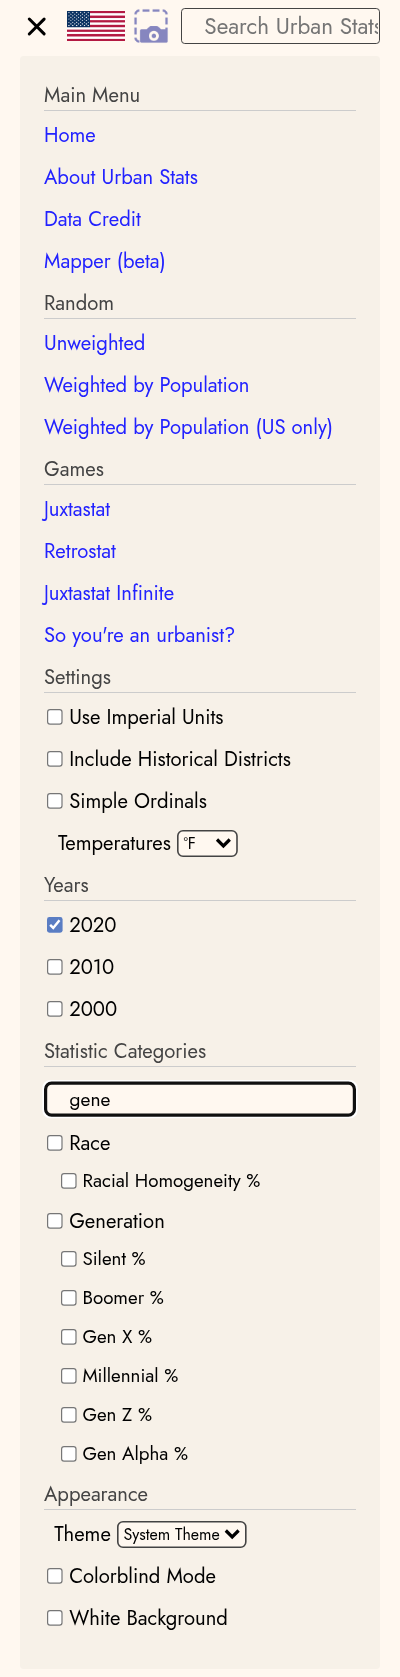 Search Urban Stats
Main Menu
Home
About Urban Stats
Data Credit
Mapper (beta)
Random
Unweighted
Weighted by Population
Weighted by Population (US only)
Games
Juxtastat
Retrostat
Juxtastat Infinite
So you're an urbanist?
Settings
Use Imperial Units
Include Historical Districts
Simple Ordinals
Temperatures °F
Years
2020
2010
2000
Statistic Categories
gene
Race
Racial Homogeneity %
Generation
Silent %
Boomer %
Gen X %
Millennial %
Gen Z %
Gen Alpha %
Appearance
Theme System Theme
Colorblind Mode
White Background